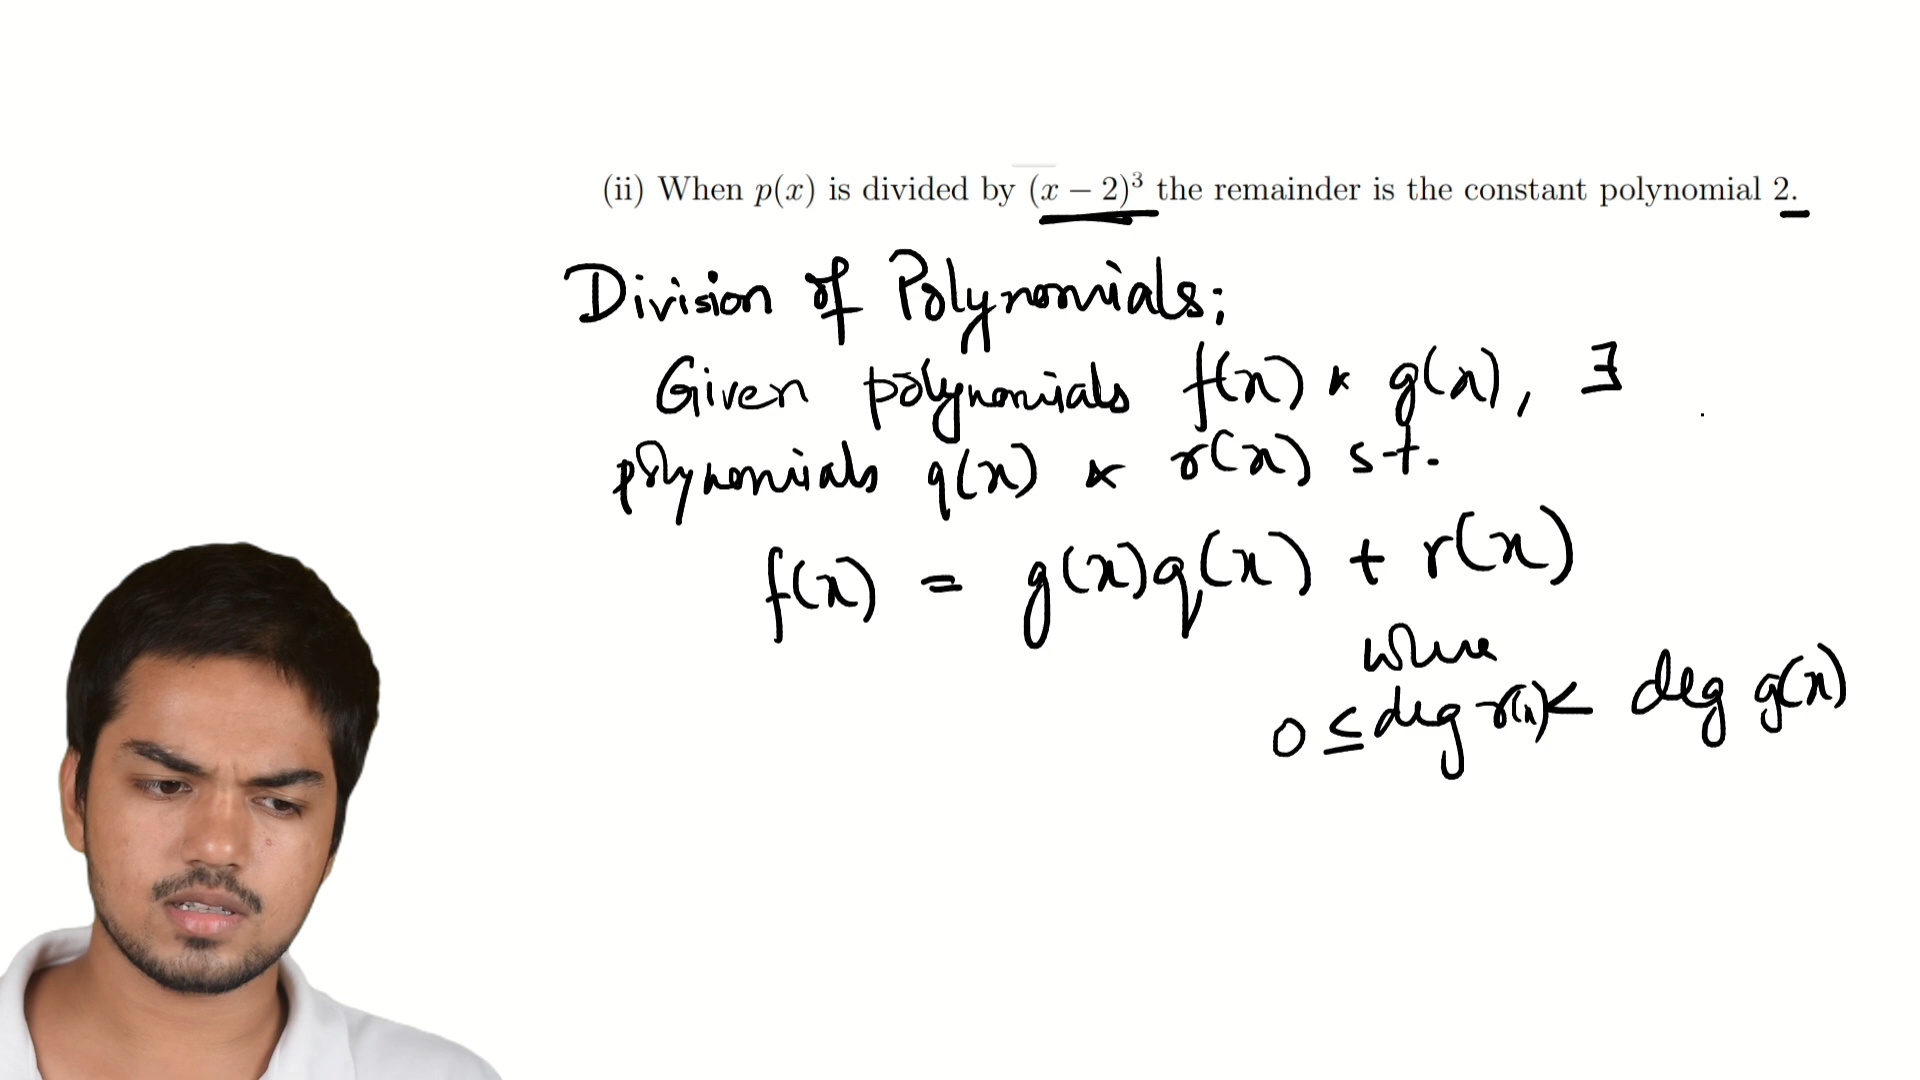 (ii) When p(x) is divided by (x − 2)³ the remainder is the constant polynomial 2.
Division of Polynomials:
Given polynomials f(x) & g(x), ∃
polynomials q(x) & r(x) s.t.
f(x) = g(x)q(x) + r(x)
where
0 ≤ deg r(x) < deg g(x)